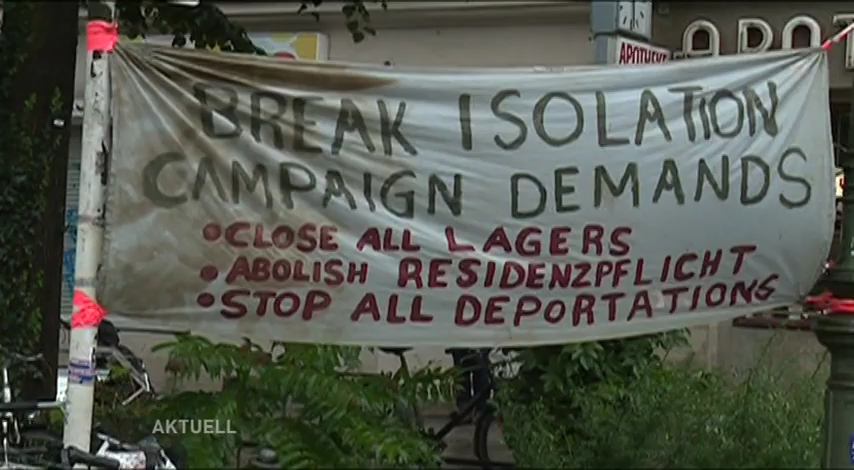 APOTHEKE
BREAK ISOLATION
CAMPAIGN DEMANDS
• CLOSE ALL LAGERS
• ABOLISH RESIDENZPFLICHT
• STOP ALL DEPORTATIONS
AKTUELL